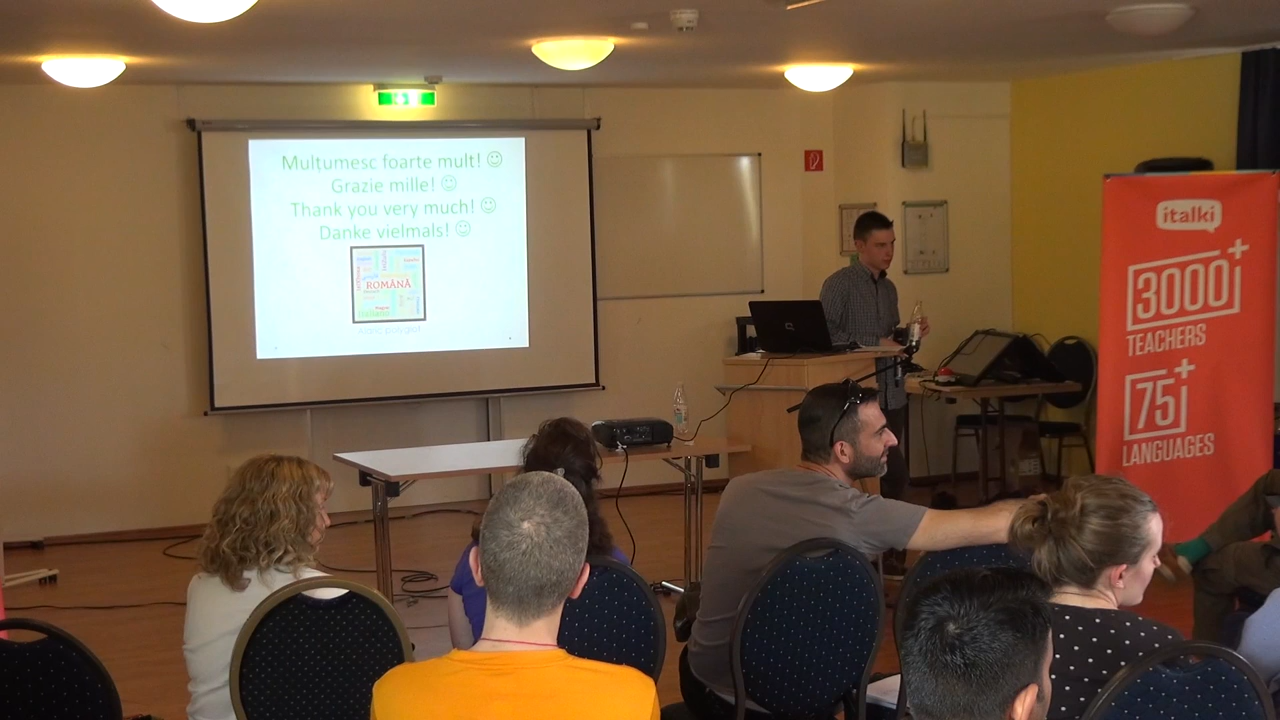 Mulțumesc foarte mult! ☺
Grazie mille! ☺
Thank you very much! ☺
Danke vielmals! ☺
ROMÂNĂ
italki
3000+
TEACHERS
75+
LANGUAGES